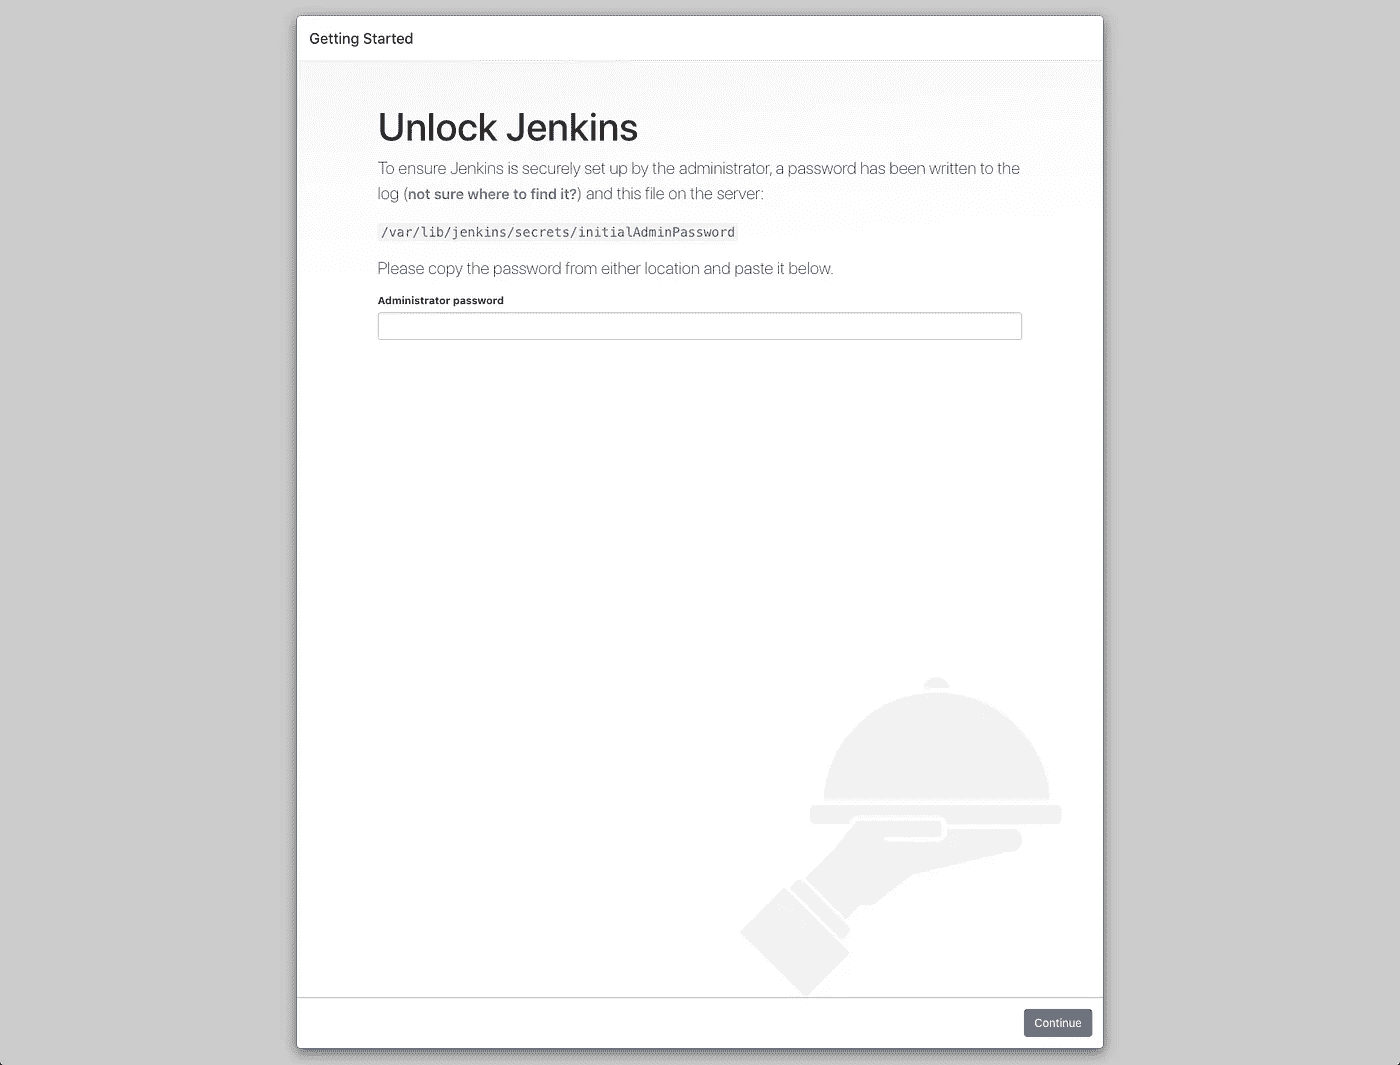 Getting Started
Unlock Jenkins
To ensure Jenkins is securely set up by the administrator, a password has been written to the
log (not sure where to find it?) and this file on the server:
/var/lib/jenkins/secrets/initialAdminPassword
Please copy the password from either location and paste it below.
Administrator password
Continue